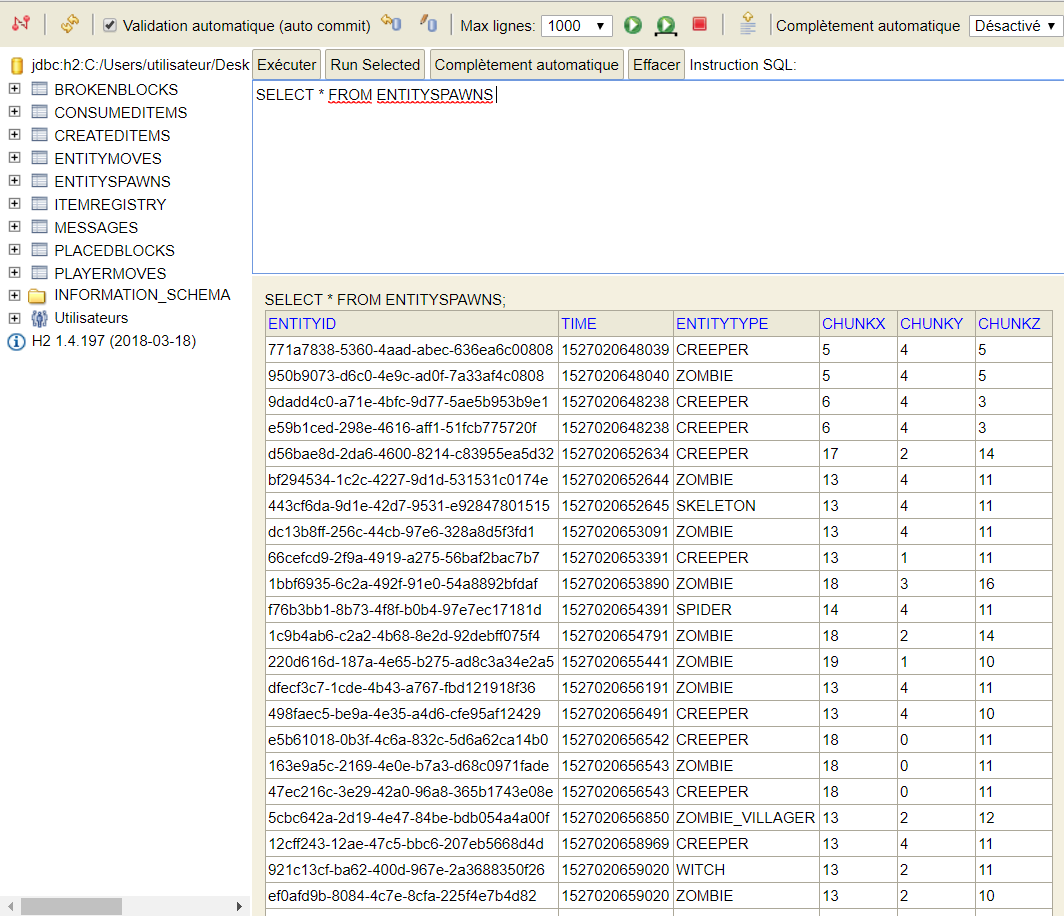 Validation automatique (auto commit) Max lignes: 1000 Complètement automatique Désactivé
jdbc:h2:C:/Users/utilisateur/Desk
BROKENBLOCKS
CONSUMEDITEMS
CREATEDITEMS
ENTITYMOVES
ENTITYSPAWNS
ITEMREGISTRY
MESSAGES
PLACEDBLOCKS
PLAYERMOVES
INFORMATION_SCHEMA
Utilisateurs
H2 1.4.197 (2018-03-18)
Exécuter Run Selected Complètement automatique Effacer Instruction SQL:
SELECT * FROM ENTITYSPAWNS
SELECT * FROM ENTITYSPAWNS;
ENTITYID TIME ENTITYTYPE CHUNKX CHUNKY CHUNKZ
771a7838-5360-4aad-abec-636ea6c00808 1527020648039 CREEPER 5 4 5
950b9073-d6c0-4e9c-ad0f-7a33af4c0808 1527020648040 ZOMBIE 5 4 5
9dadd4c0-a71e-4bfc-9d77-5ae5b953b9e1 1527020648238 CREEPER 6 4 3
e59b1ced-298e-4616-aff1-51fcb775720f 1527020648238 CREEPER 6 4 3
d56bae8d-2da6-4600-8214-c83955ea5d32 1527020652634 CREEPER 17 2 14
bf294534-1c2c-4227-9d1d-531531c0174e 1527020652644 ZOMBIE 13 4 11
443cf6da-9d1e-42d7-9531-e92847801515 1527020652645 SKELETON 13 4 11
dc13b8ff-256c-44cb-97e6-328a8d5f3fd1 1527020653091 ZOMBIE 13 4 11
66cefcd9-2f9a-4919-a275-56baf2bac7b7 1527020653391 CREEPER 13 1 11
1bbf6935-6c2a-492f-91e0-54a8892bfdaf 1527020653890 ZOMBIE 18 3 16
f76b3bb1-8b73-4f8f-b0b4-97e7ec17181d 1527020654391 SPIDER 14 4 11
1c9b4ab6-c2a2-4b68-8e2d-92debff075f4 1527020654791 ZOMBIE 18 2 14
220d616d-187a-4e65-b275-ad8c3a34e2a5 1527020655441 ZOMBIE 19 1 10
dfecf3c7-1cde-4b43-a767-fbd121918f36 1527020656191 ZOMBIE 13 4 11
498faec5-be9a-4e35-a4d6-cfe95af12429 1527020656491 CREEPER 13 4 10
e5b61018-0b3f-4c6a-832c-5d6a62ca14b0 1527020656542 CREEPER 18 0 11
163e9a5c-2169-4e0e-b7a3-d68c0971fade 1527020656543 ZOMBIE 18 0 11
47ec216c-3e29-42a0-96a8-365b1743e08e 1527020656543 CREEPER 18 0 11
5cbc642a-2d19-4e47-84be-bdb054a4a00f 1527020656850 ZOMBIE_VILLAGER 13 2 12
12cff243-12ae-47c5-bbc6-207eb5668d4d 1527020658969 CREEPER 13 4 11
921c13cf-ba62-400d-967e-2a3688350f26 1527020659020 WITCH 13 2 11
ef0afd9b-8084-4c7e-8cfa-225f4e7b4d82 1527020659020 ZOMBIE 13 2 10